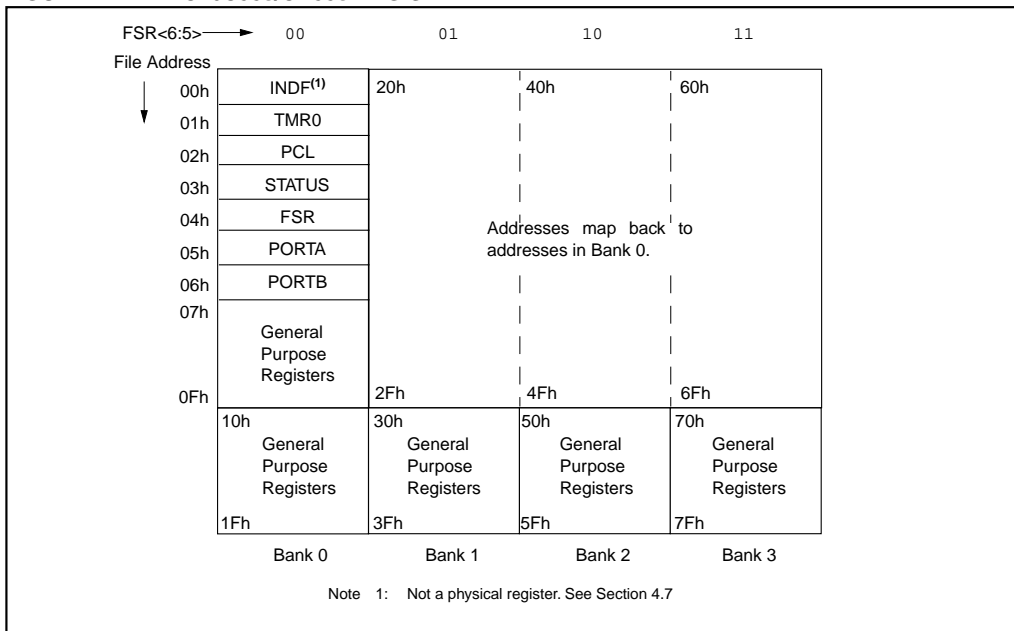 FSR<6:5> 00 01 10 11
File Address
00h INDF(1) 20h 40h 60h
01h TMR0
02h PCL
03h STATUS
04h FSR
Addresses map back to
addresses in Bank 0.
05h PORTA
06h PORTB
07h
General
Purpose
Registers
0Fh 2Fh 4Fh 6Fh
10h 30h 50h 70h
General General General General
Purpose Purpose Purpose Purpose
Registers Registers Registers Registers
1Fh 3Fh 5Fh 7Fh
Bank 0 Bank 1 Bank 2 Bank 3
Note 1: Not a physical register. See Section 4.7